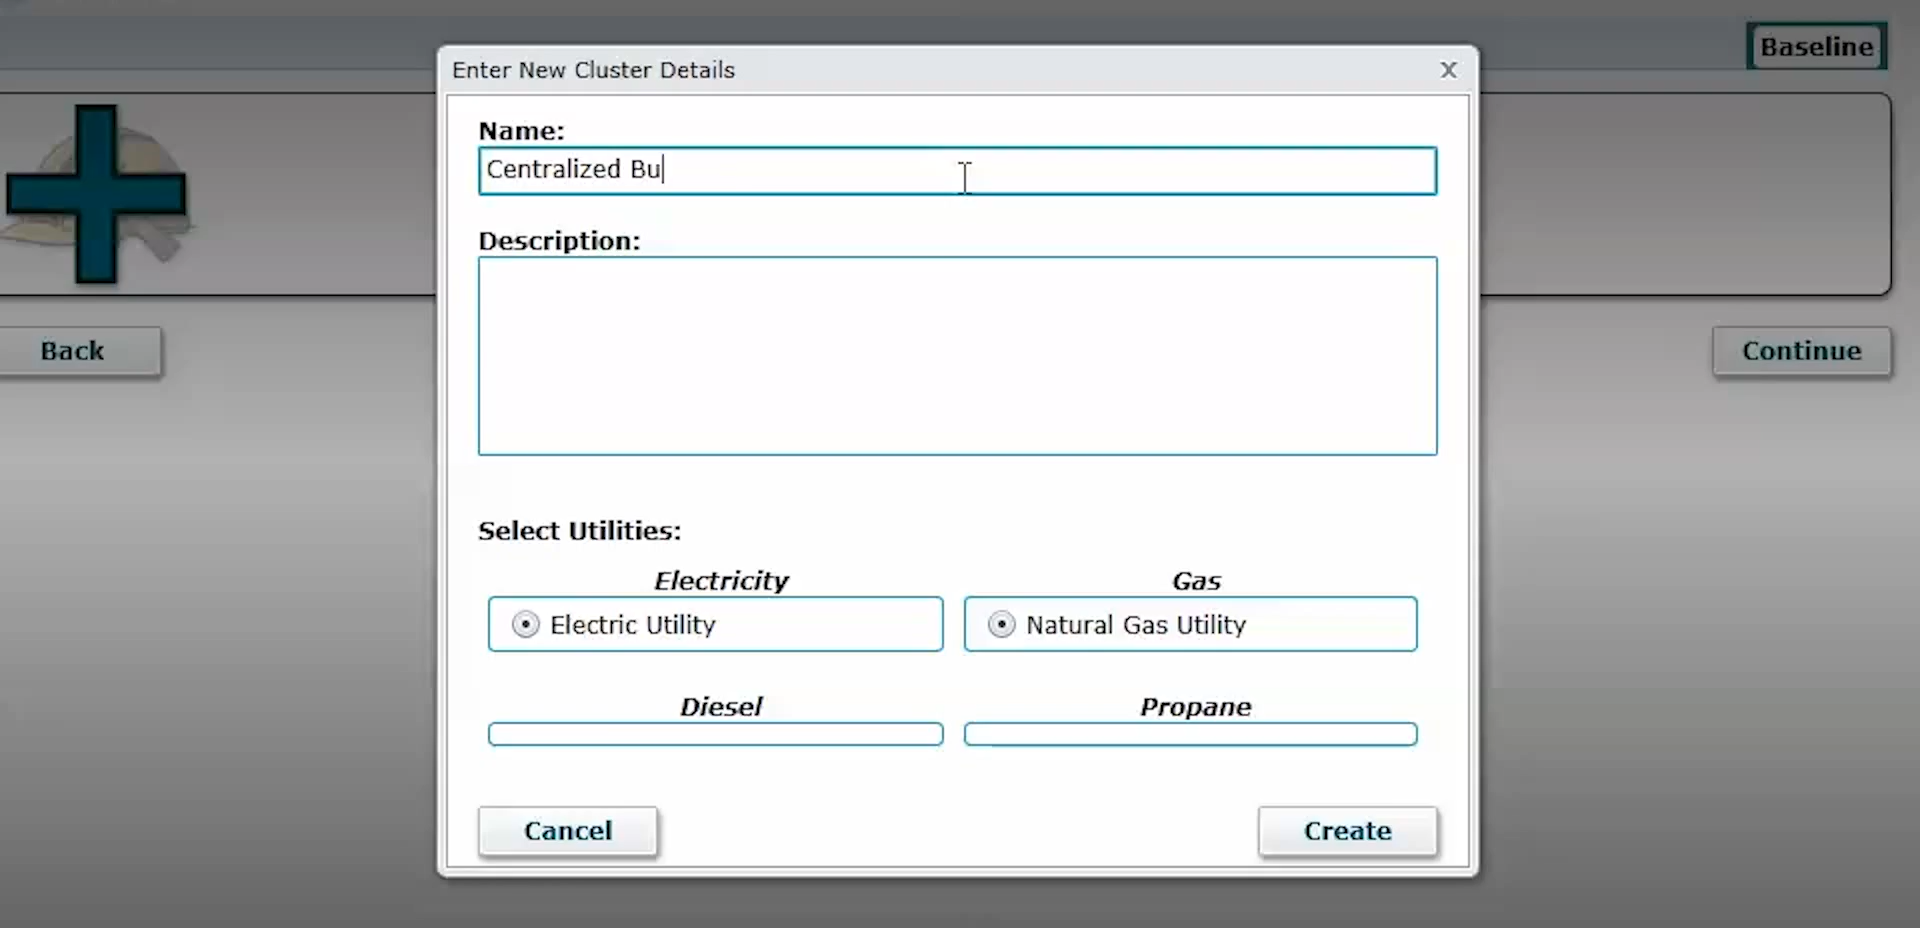 Baseline
Enter New Cluster Details
X
Name:
Centralized Bu
Description:
Back
Continue
Select Utilities:
Electricity
Gas
Electric Utility
Natural Gas Utility
Diesel
Propane
Cancel
Create